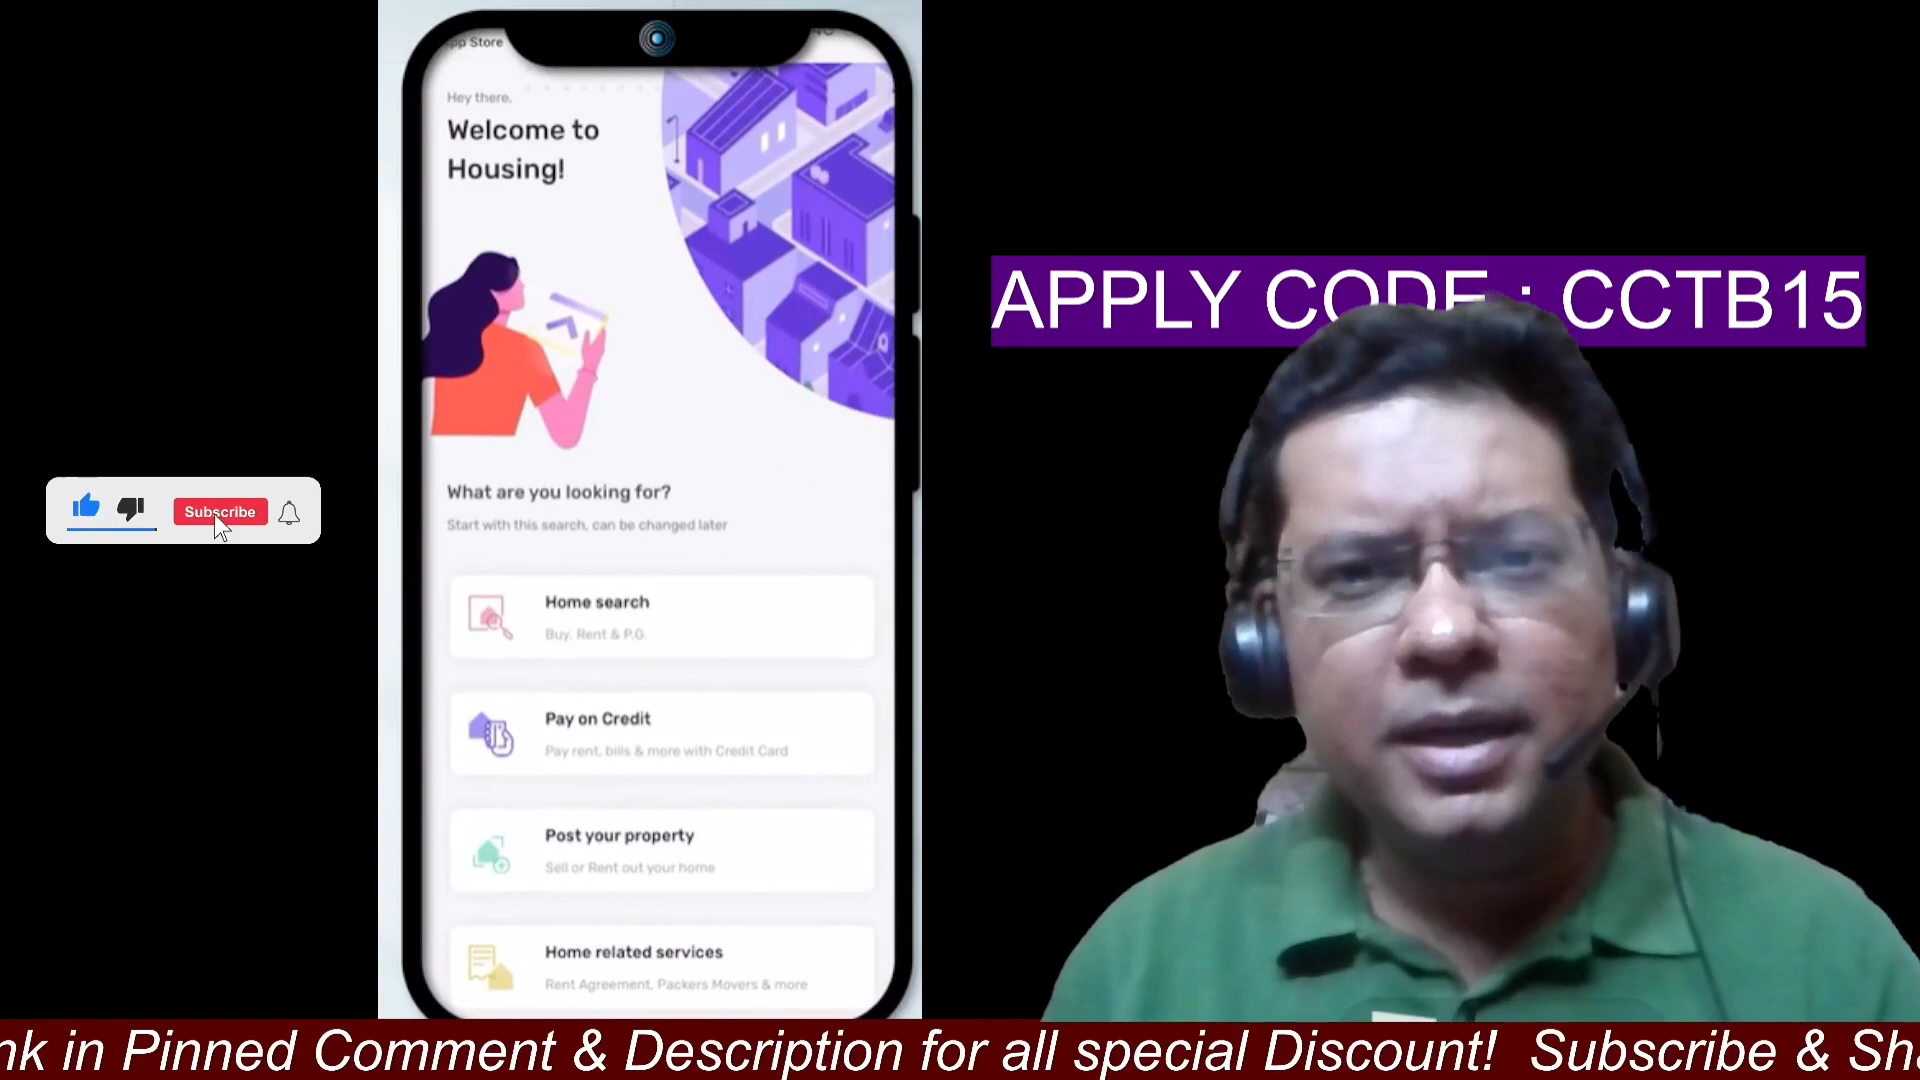 App Store
Hey there,
Welcome to
Housing!
APPLY CODE : CCTB15
Subscribe
What are you looking for?
Start with this search, can be changed later
Home search
Buy, Rent & P.G.
Pay on Credit
Pay rent, bills & more with Credit Card
Post your property
Sell or Rent out your home
Home related services
Rent Agreement, Packers Movers & more
in Pinned Comment & Description for all special Discount! Subscribe &